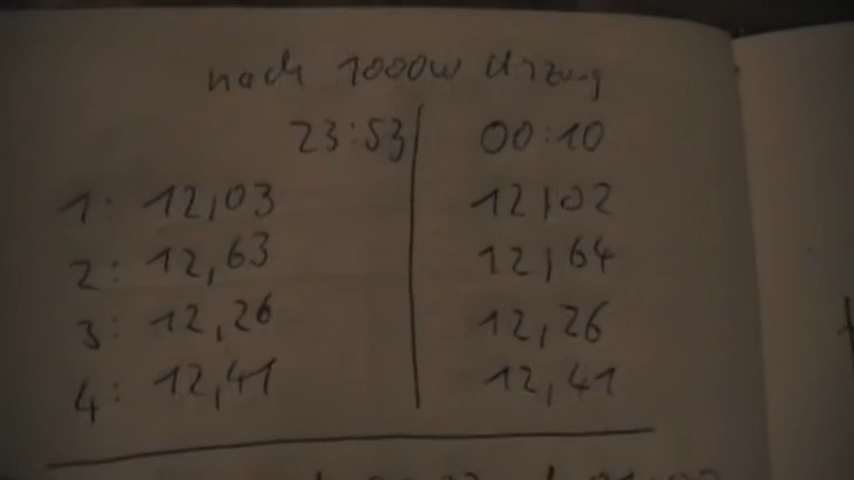 nach 1000W
23:53 00:10
1: 12,03 12,02
2: 12,63 12,64
3: 12,26 12,26
4: 12,41 12,41